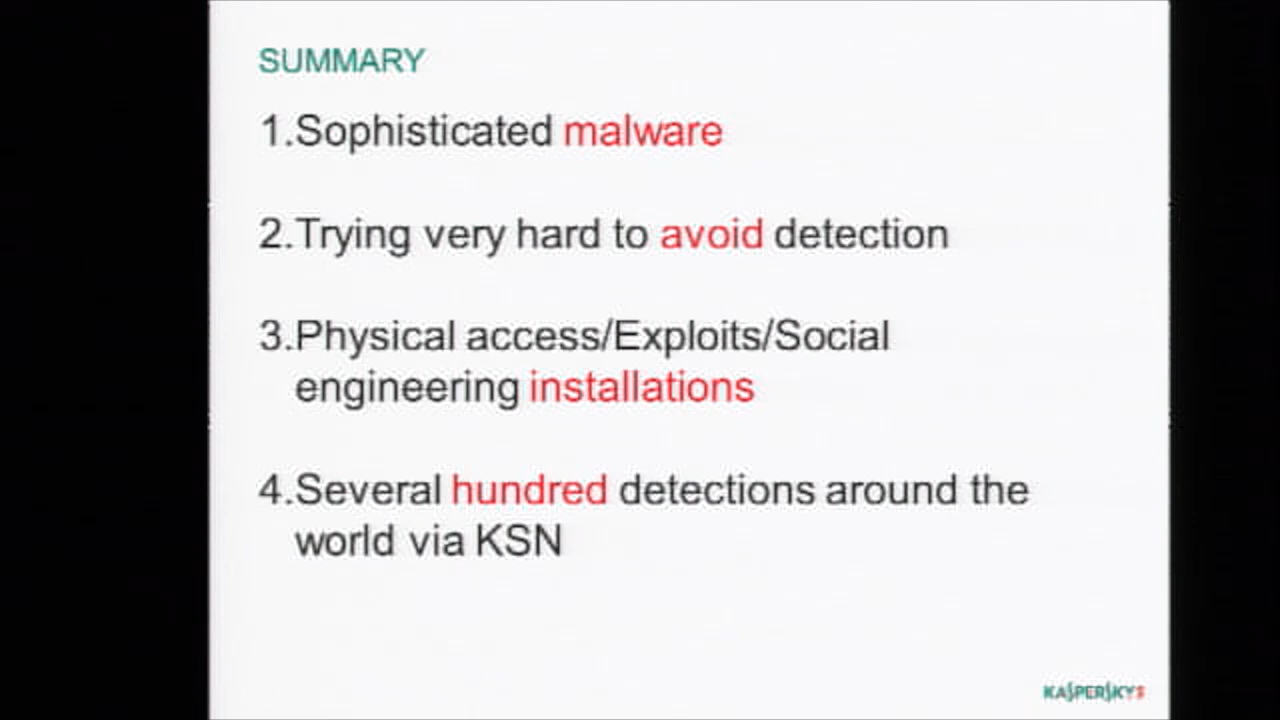 SUMMARY
1.Sophisticated malware
2.Trying very hard to avoid detection
3.Physical access/Exploits/Social
engineering installations
4.Several hundred detections around the
world via KSN
KASPERSKY